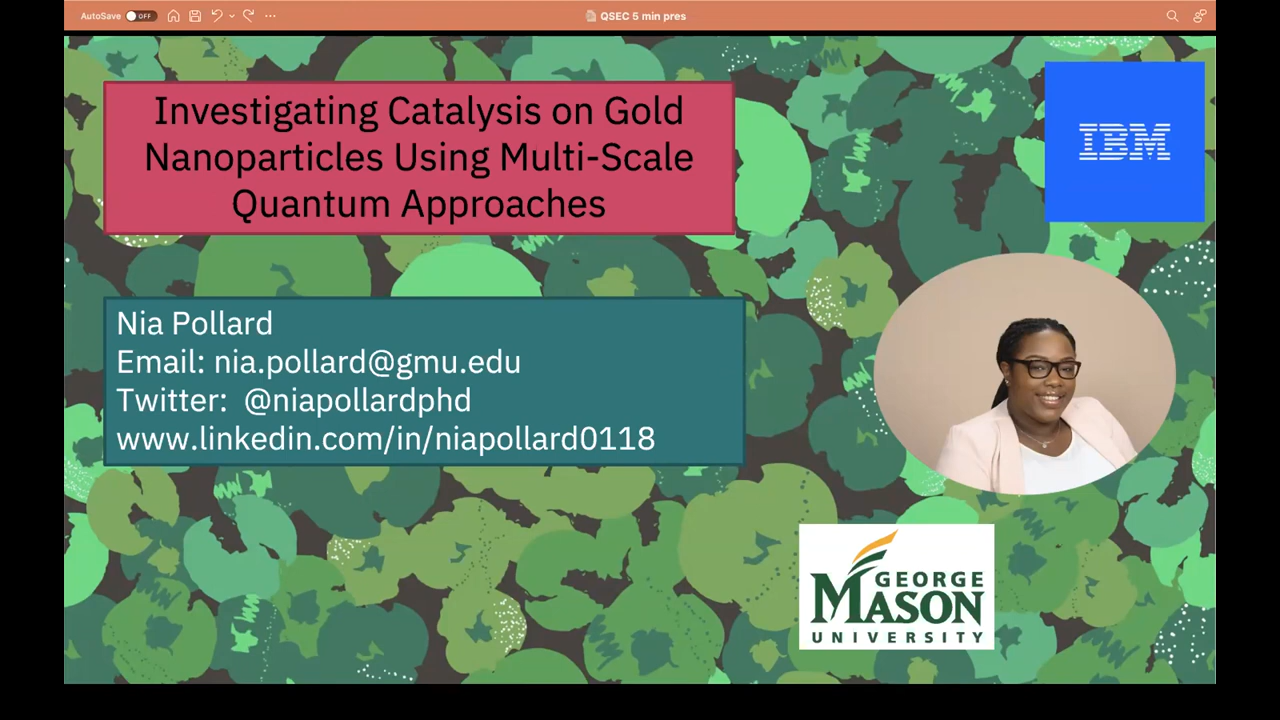 AutoSave OFF
QSEC 5 min pres
Investigating Catalysis on Gold
Nanoparticles Using Multi-Scale
Quantum Approaches
IBM
Nia Pollard
Email: nia.pollard@gmu.edu
Twitter: @niapollardphd
www.linkedin.com/in/niapollard0118
GEORGE
MASON
UNIVERSITY